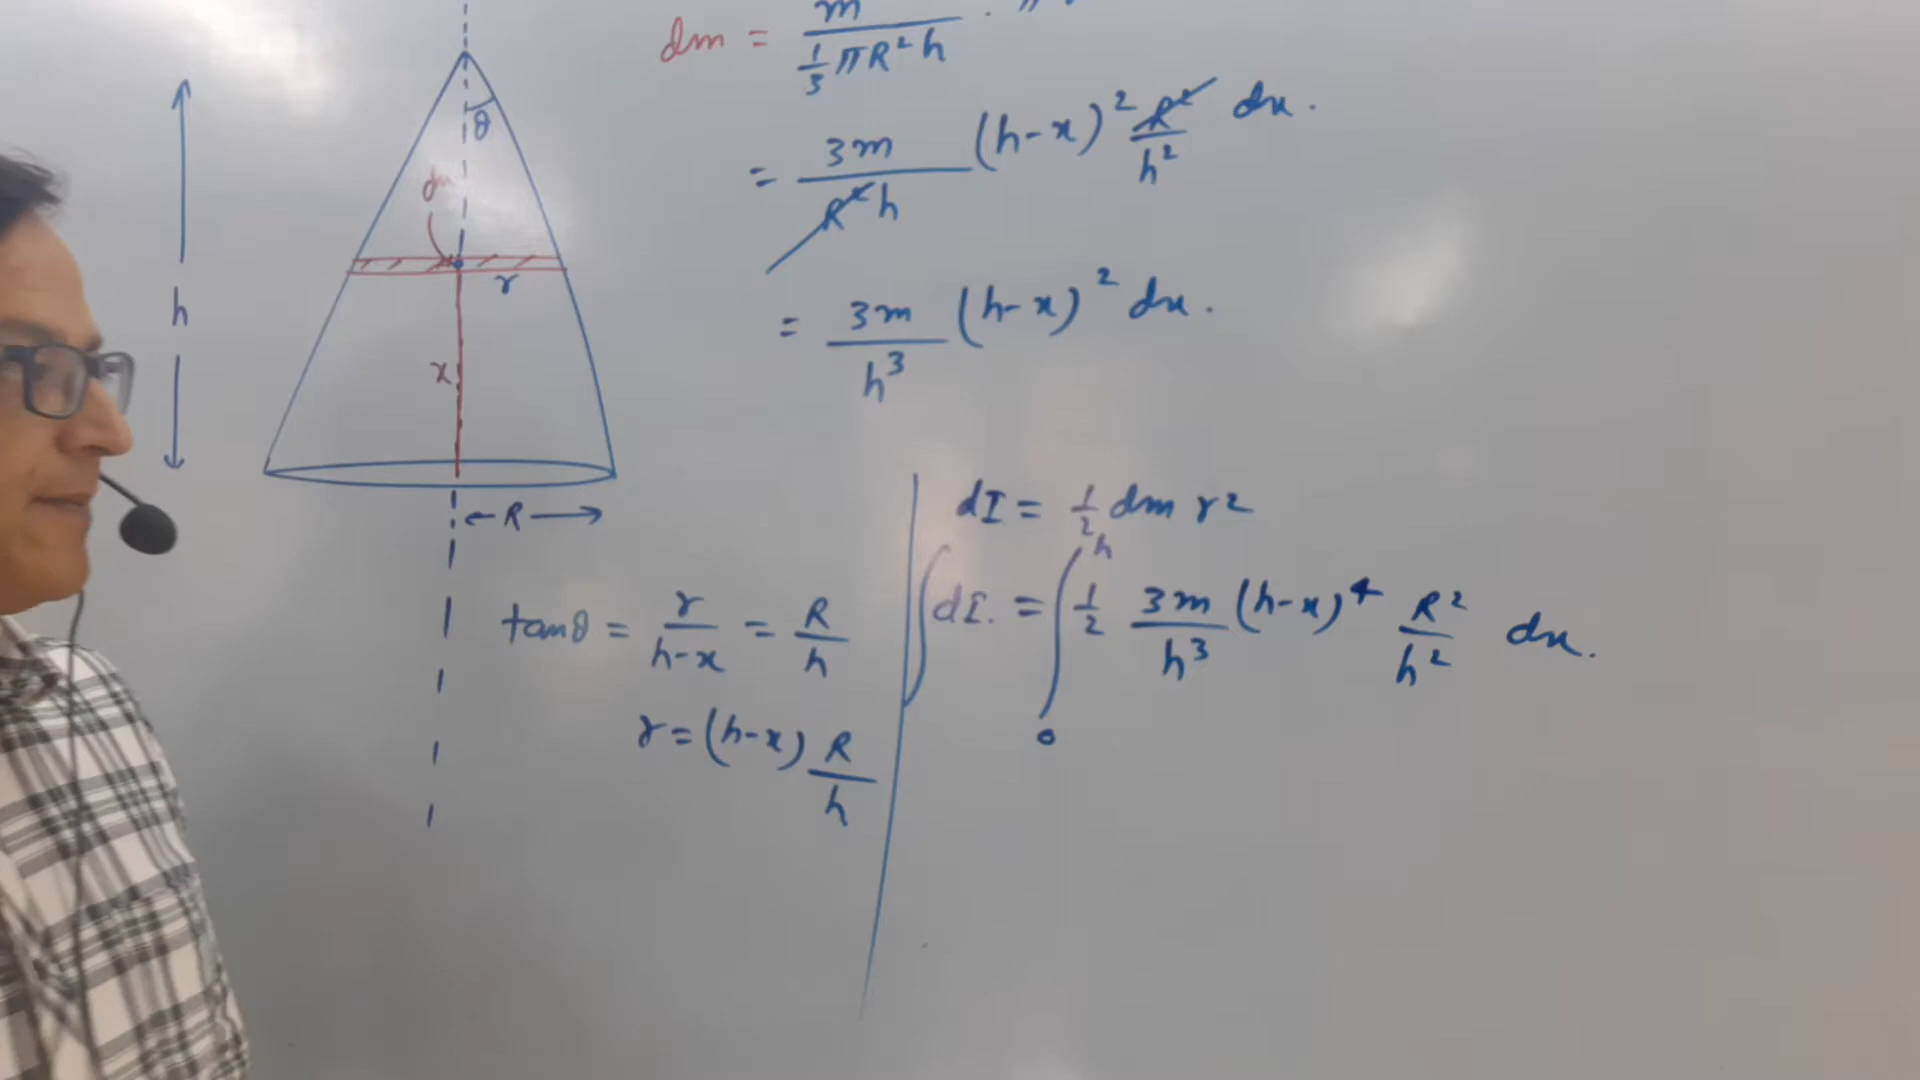 dm = m / (1/3 πR²h) · π
= 3m / (R²h) (h-x)² R²/h² dx.
= 3m/h³ (h-x)² dx.
h
θ
dm
r
x
R
tanθ = r/(h-x) = R/h
r = (h-x) R/h
dI = 1/2 dm r²
∫dI. = ∫₀ʰ 1/2 3m/h³ (h-x)⁴ R²/h² dx.